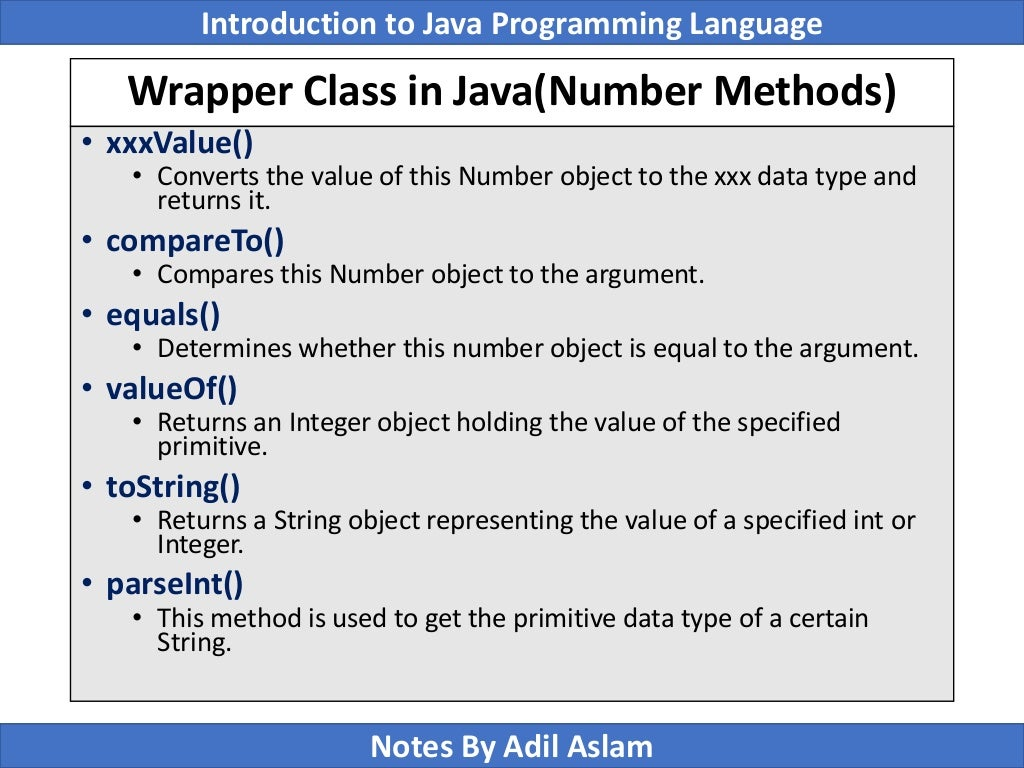 Introduction to Java Programming Language
Wrapper Class in Java(Number Methods)
• xxxValue()
• Converts the value of this Number object to the xxx data type and
returns it.
• compareTo()
• Compares this Number object to the argument.
• equals()
• Determines whether this number object is equal to the argument.
• valueOf()
• Returns an Integer object holding the value of the specified
primitive.
• toString()
• Returns a String object representing the value of a specified int or
Integer.
• parseInt()
• This method is used to get the primitive data type of a certain
String.
Notes By Adil Aslam